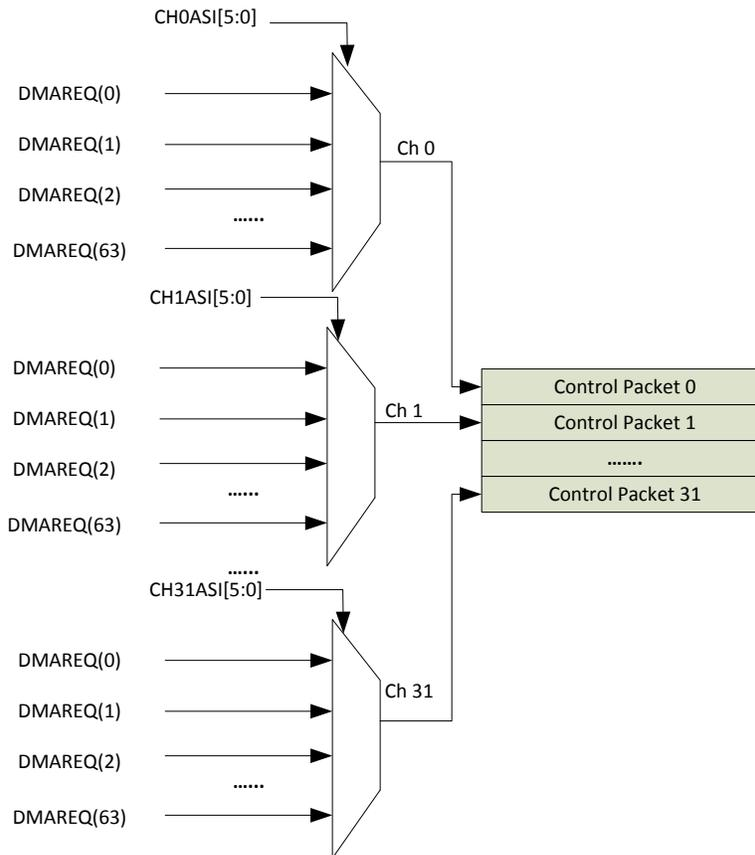 CH0ASI[5:0]
DMAREQ(0)
DMAREQ(1)
DMAREQ(2)
......
DMAREQ(63)
Ch 0
CH1ASI[5:0]
DMAREQ(0)
DMAREQ(1)
DMAREQ(2)
......
DMAREQ(63)
Ch 1
......
CH31ASI[5:0]
DMAREQ(0)
DMAREQ(1)
DMAREQ(2)
......
DMAREQ(63)
Ch 31
Control Packet 0
Control Packet 1
.......
Control Packet 31